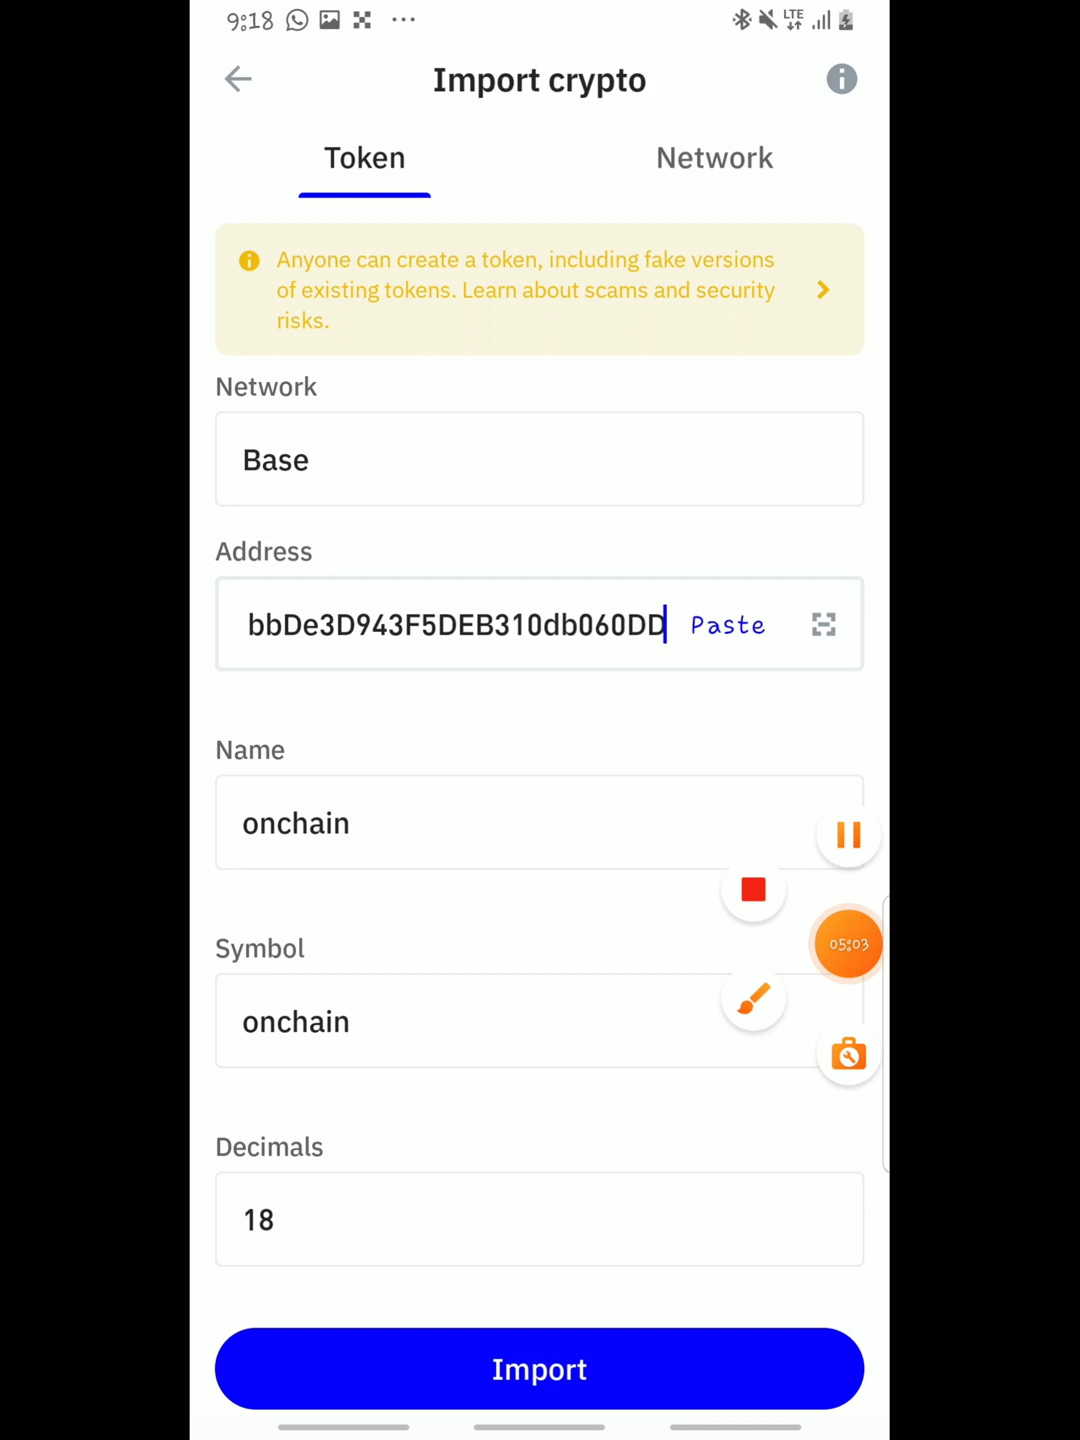 9:18
LTE
Import crypto
Token
Network
Anyone can create a token, including fake versions
of existing tokens. Learn about scams and security
risks.
Network
Base
Address
bbDe3D943F5DEB310db060DD
Paste
Name
onchain
Symbol
onchain
05:03
Decimals
18
Import